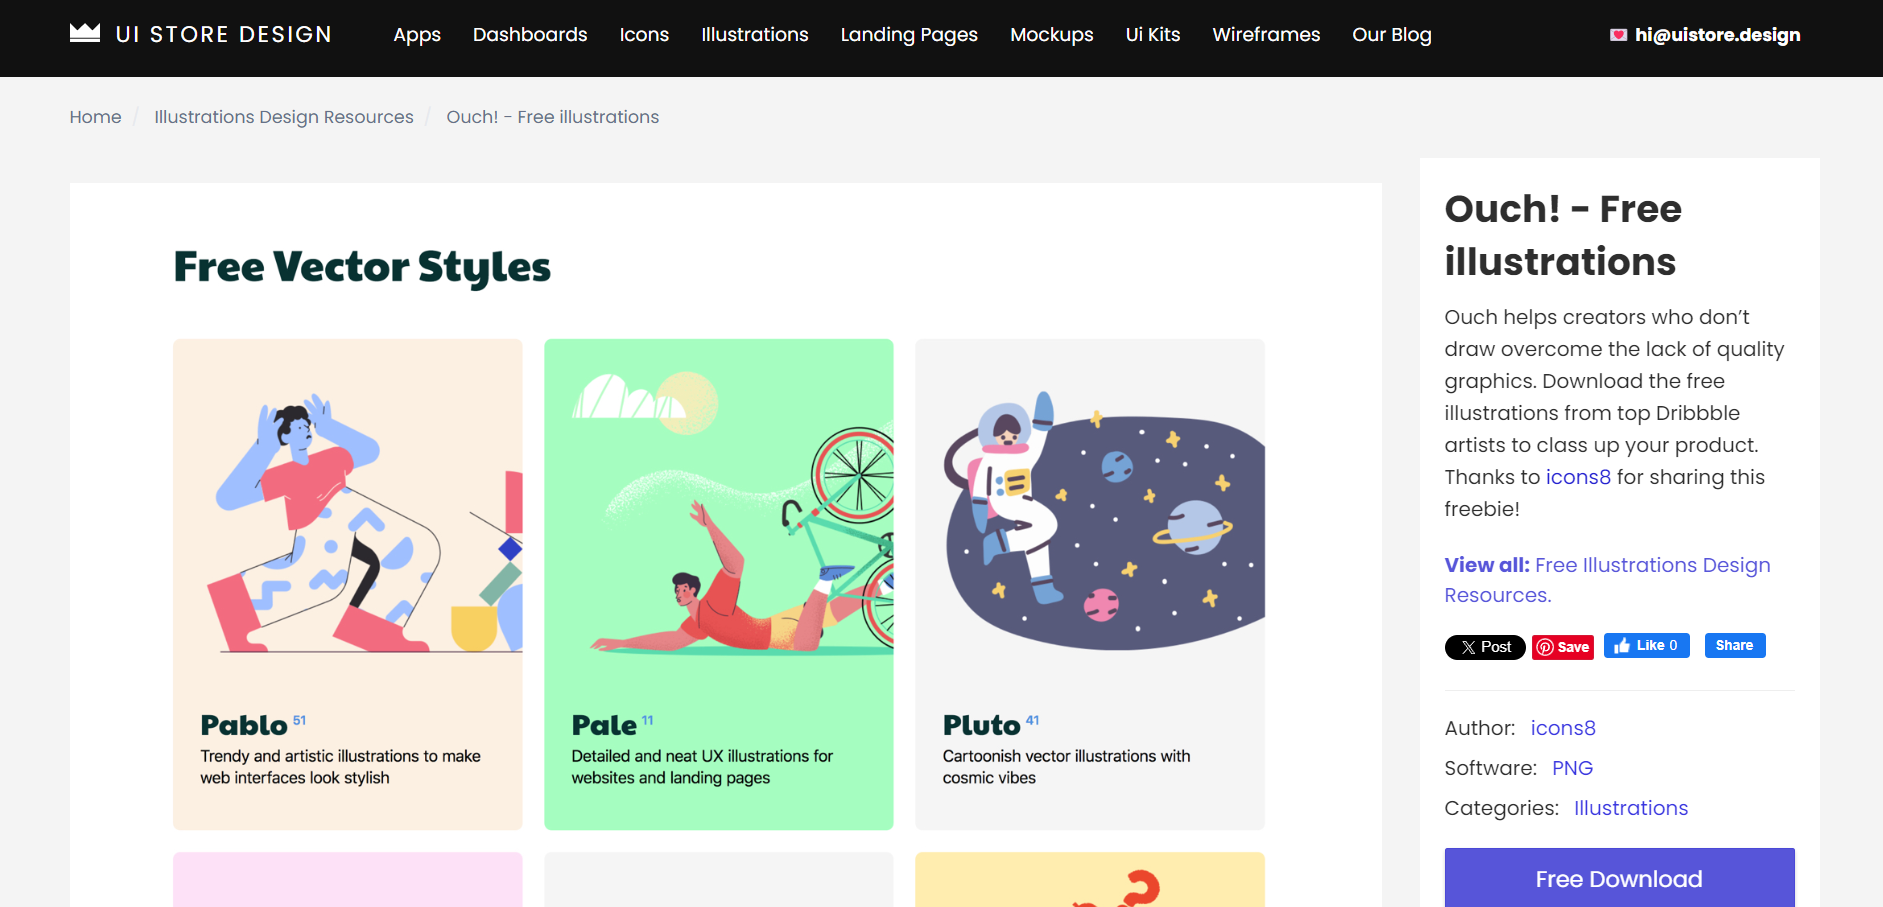 UI STORE DESIGN
Apps Dashboards Icons Illustrations Landing Pages Mockups Ui Kits Wireframes Our Blog
hi@uistore.design
Home / Illustrations Design Resources / Ouch! - Free illustrations
Free Vector Styles
Pablo 51
Trendy and artistic illustrations to make
web interfaces look stylish
Pale 11
Detailed and neat UX illustrations for
websites and landing pages
Pluto 41
Cartoonish vector illustrations with
cosmic vibes
Ouch! - Free
illustrations
Ouch helps creators who don’t
draw overcome the lack of quality
graphics. Download the free
illustrations from top Dribbble
artists to class up your product.
Thanks to icons8 for sharing this
freebie!
View all: Free Illustrations Design
Resources.
Post Save Like 0 Share
Author: icons8
Software: PNG
Categories: Illustrations
Free Download